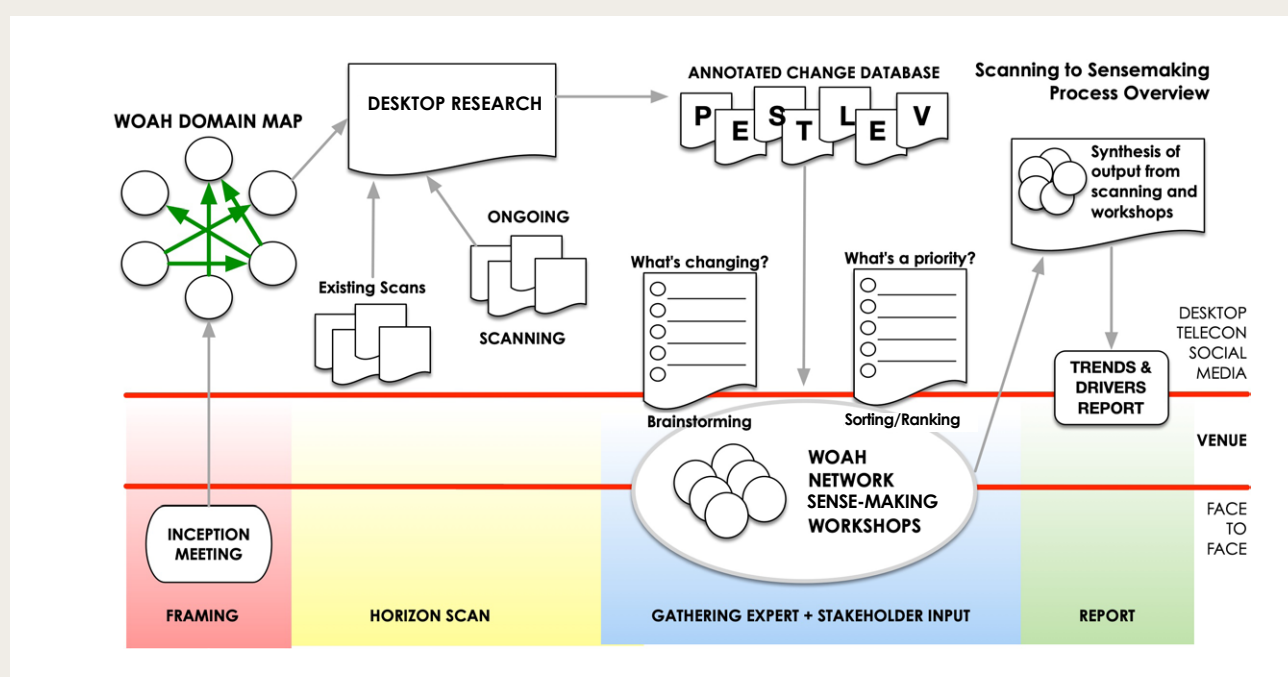 Scanning to Sensemaking
Process Overview
WOAH DOMAIN MAP
DESKTOP RESEARCH
ANNOTATED CHANGE DATABASE
P E S T L E V
Synthesis of
output from
scanning and
workshops
ONGOING
SCANNING
Existing Scans
What's changing?
Brainstorming
What's a priority?
Sorting/Ranking
DESKTOP
TELECON
SOCIAL
MEDIA
TRENDS &
DRIVERS
REPORT
VENUE
WOAH
NETWORK
SENSE-MAKING
WORKSHOPS
FACE
TO
FACE
INCEPTION
MEETING
FRAMING
HORIZON SCAN
GATHERING EXPERT + STAKEHOLDER INPUT
REPORT